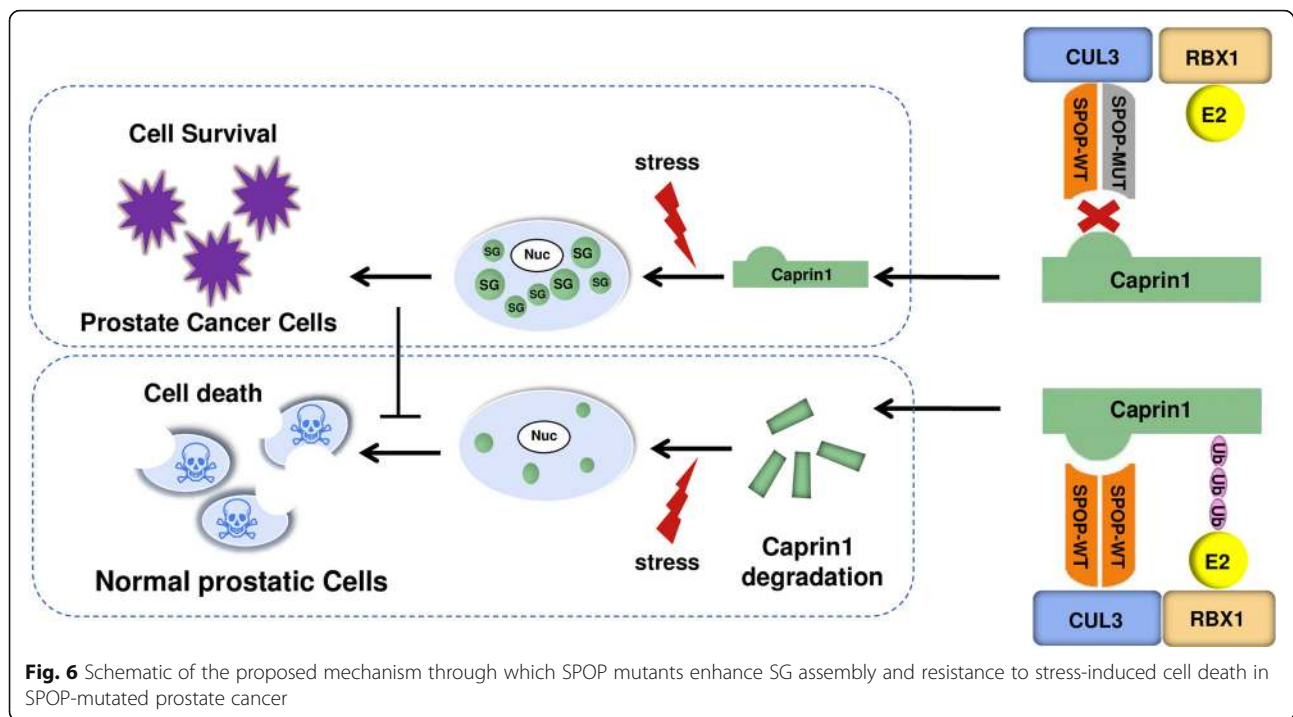 CUL3
RBX1
SPOP-WT
SPOP-MUT
E2
Cell Survival
stress
Nuc
SG
SG
SG
SG
SG
SG
SG
SG
Caprin1
Caprin1
Prostate Cancer Cells
Cell death
Nuc
stress
Caprin1
degradation
Normal prostatic Cells
Caprin1
Ub
Ub
Ub
SPOP-WT
SPOP-WT
E2
CUL3
RBX1
Fig. 6 Schematic of the proposed mechanism through which SPOP mutants enhance SG assembly and resistance to stress-induced cell death in
SPOP-mutated prostate cancer